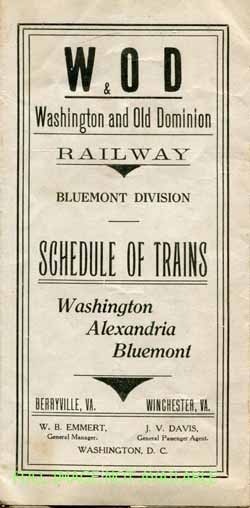 W & O D
Washington and Old Dominion
RAILWAY
BLUEMONT DIVISION
SCHEDULE OF TRAINS
Washington
Alexandria
Bluemont
BERRYVILLE, VA. WINCHESTER, VA.
W. B. EMMERT, J. V. DAVIS,
General Manager. General Passenger Agent.
WASHINGTON, D. C.